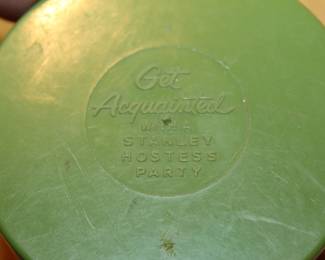 Get
Acquainted
WITH A
STANLEY
HOSTESS
PARTY